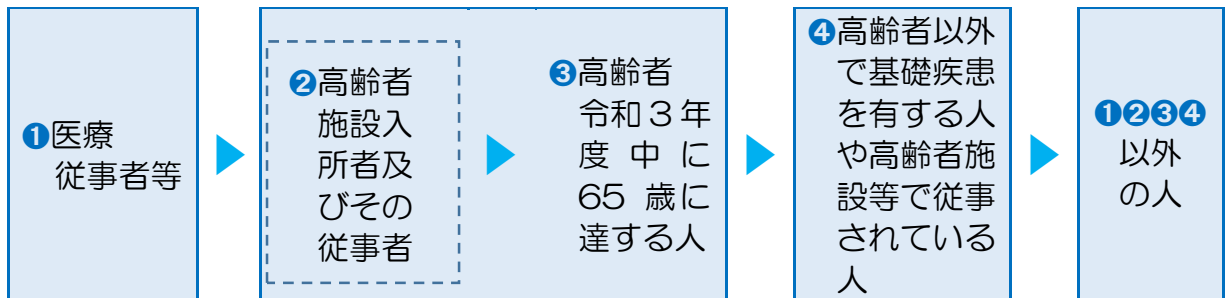 ❶医療
従事者等
❷高齢者
施設入
所者及
びその
従事者
❸高齢者
令和3年
度中に
65歳に
達する人
❹高齢者以外
で基礎疾患
を有する人
や高齢者施
設等で従事
されている
人
❶❷❸❹
以外
の人